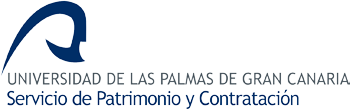 UNIVERSIDAD DE LAS PALMAS DE GRAN CANARIA
Servicio de Patrimonio y Contratación